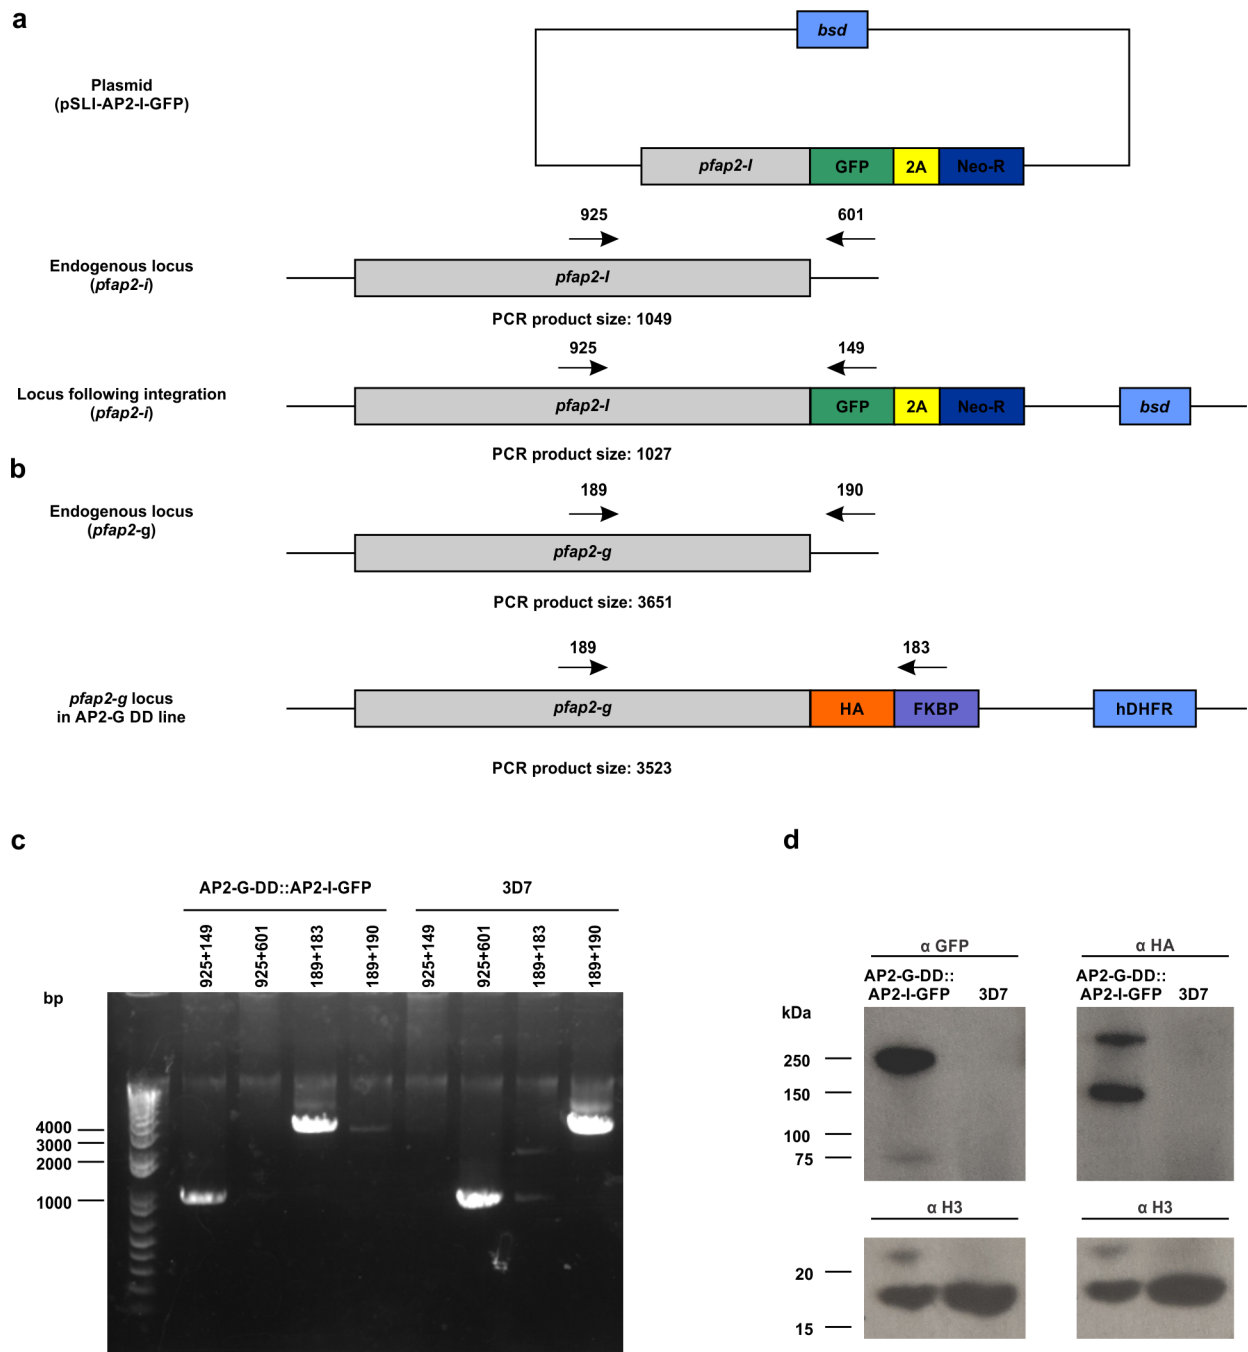 a
bsd
Plasmid
(pSLI-AP2-I-GFP)
pfap2-I GFP 2A Neo-R
925 601
Endogenous locus
(pfap2-i)
pfap2-I
PCR product size: 1049
925 149
Locus following integration
(pfap2-i)
pfap2-I GFP 2A Neo-R bsd
PCR product size: 1027
b
189 190
Endogenous locus
(pfap2-g)
pfap2-g
PCR product size: 3651
189 183
pfap2-g locus
in AP2-G DD line
pfap2-g HA FKBP hDHFR
PCR product size: 3523
c
AP2-G-DD::AP2-I-GFP 3D7
925+149 925+601 189+183 189+190 925+149 925+601 189+183 189+190
bp
4000
3000
2000
1000
d
α GFP α HA
AP2-G-DD:: AP2-G-DD::
AP2-I-GFP 3D7 AP2-I-GFP 3D7
kDa
250
150
100
75
α H3 α H3
20
15